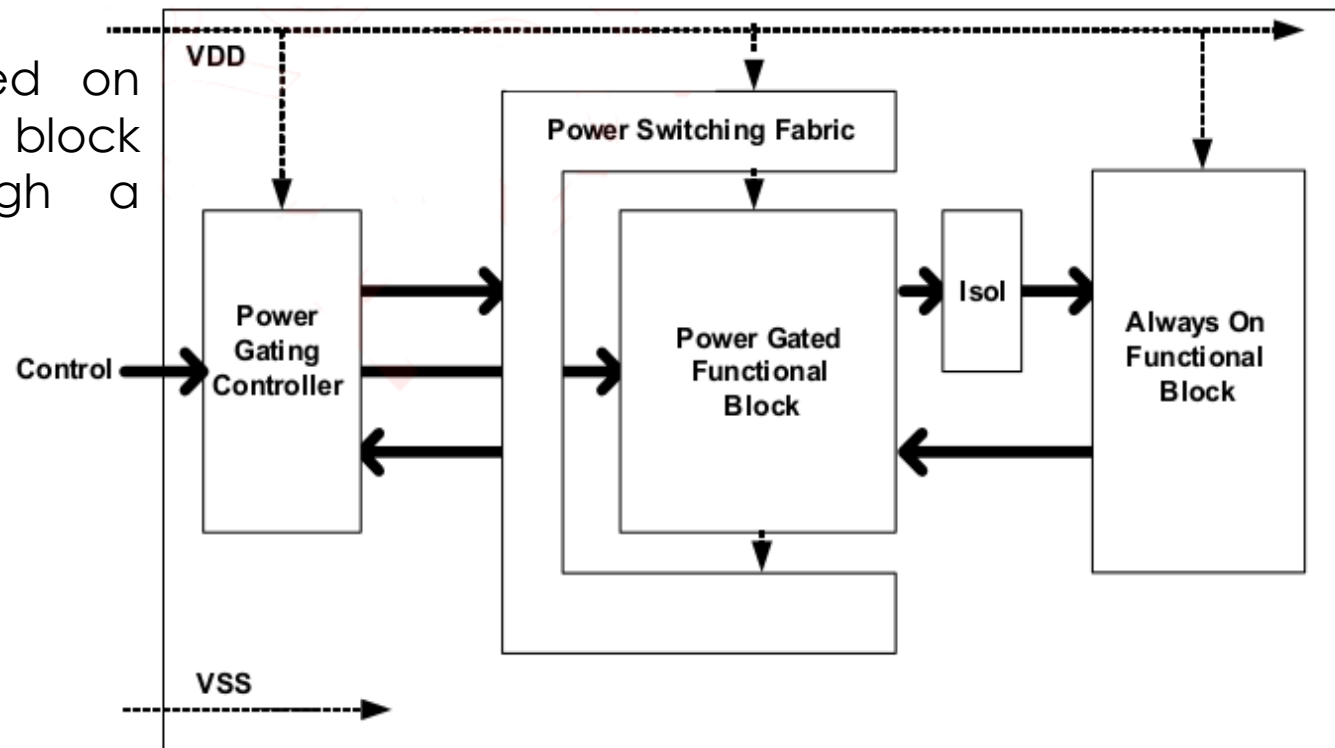 VDD
ed on
block
gh a
Power Switching Fabric
Control
Power
Gating
Controller
Power Gated
Functional
Block
Isol
Always On
Functional
Block
VSS